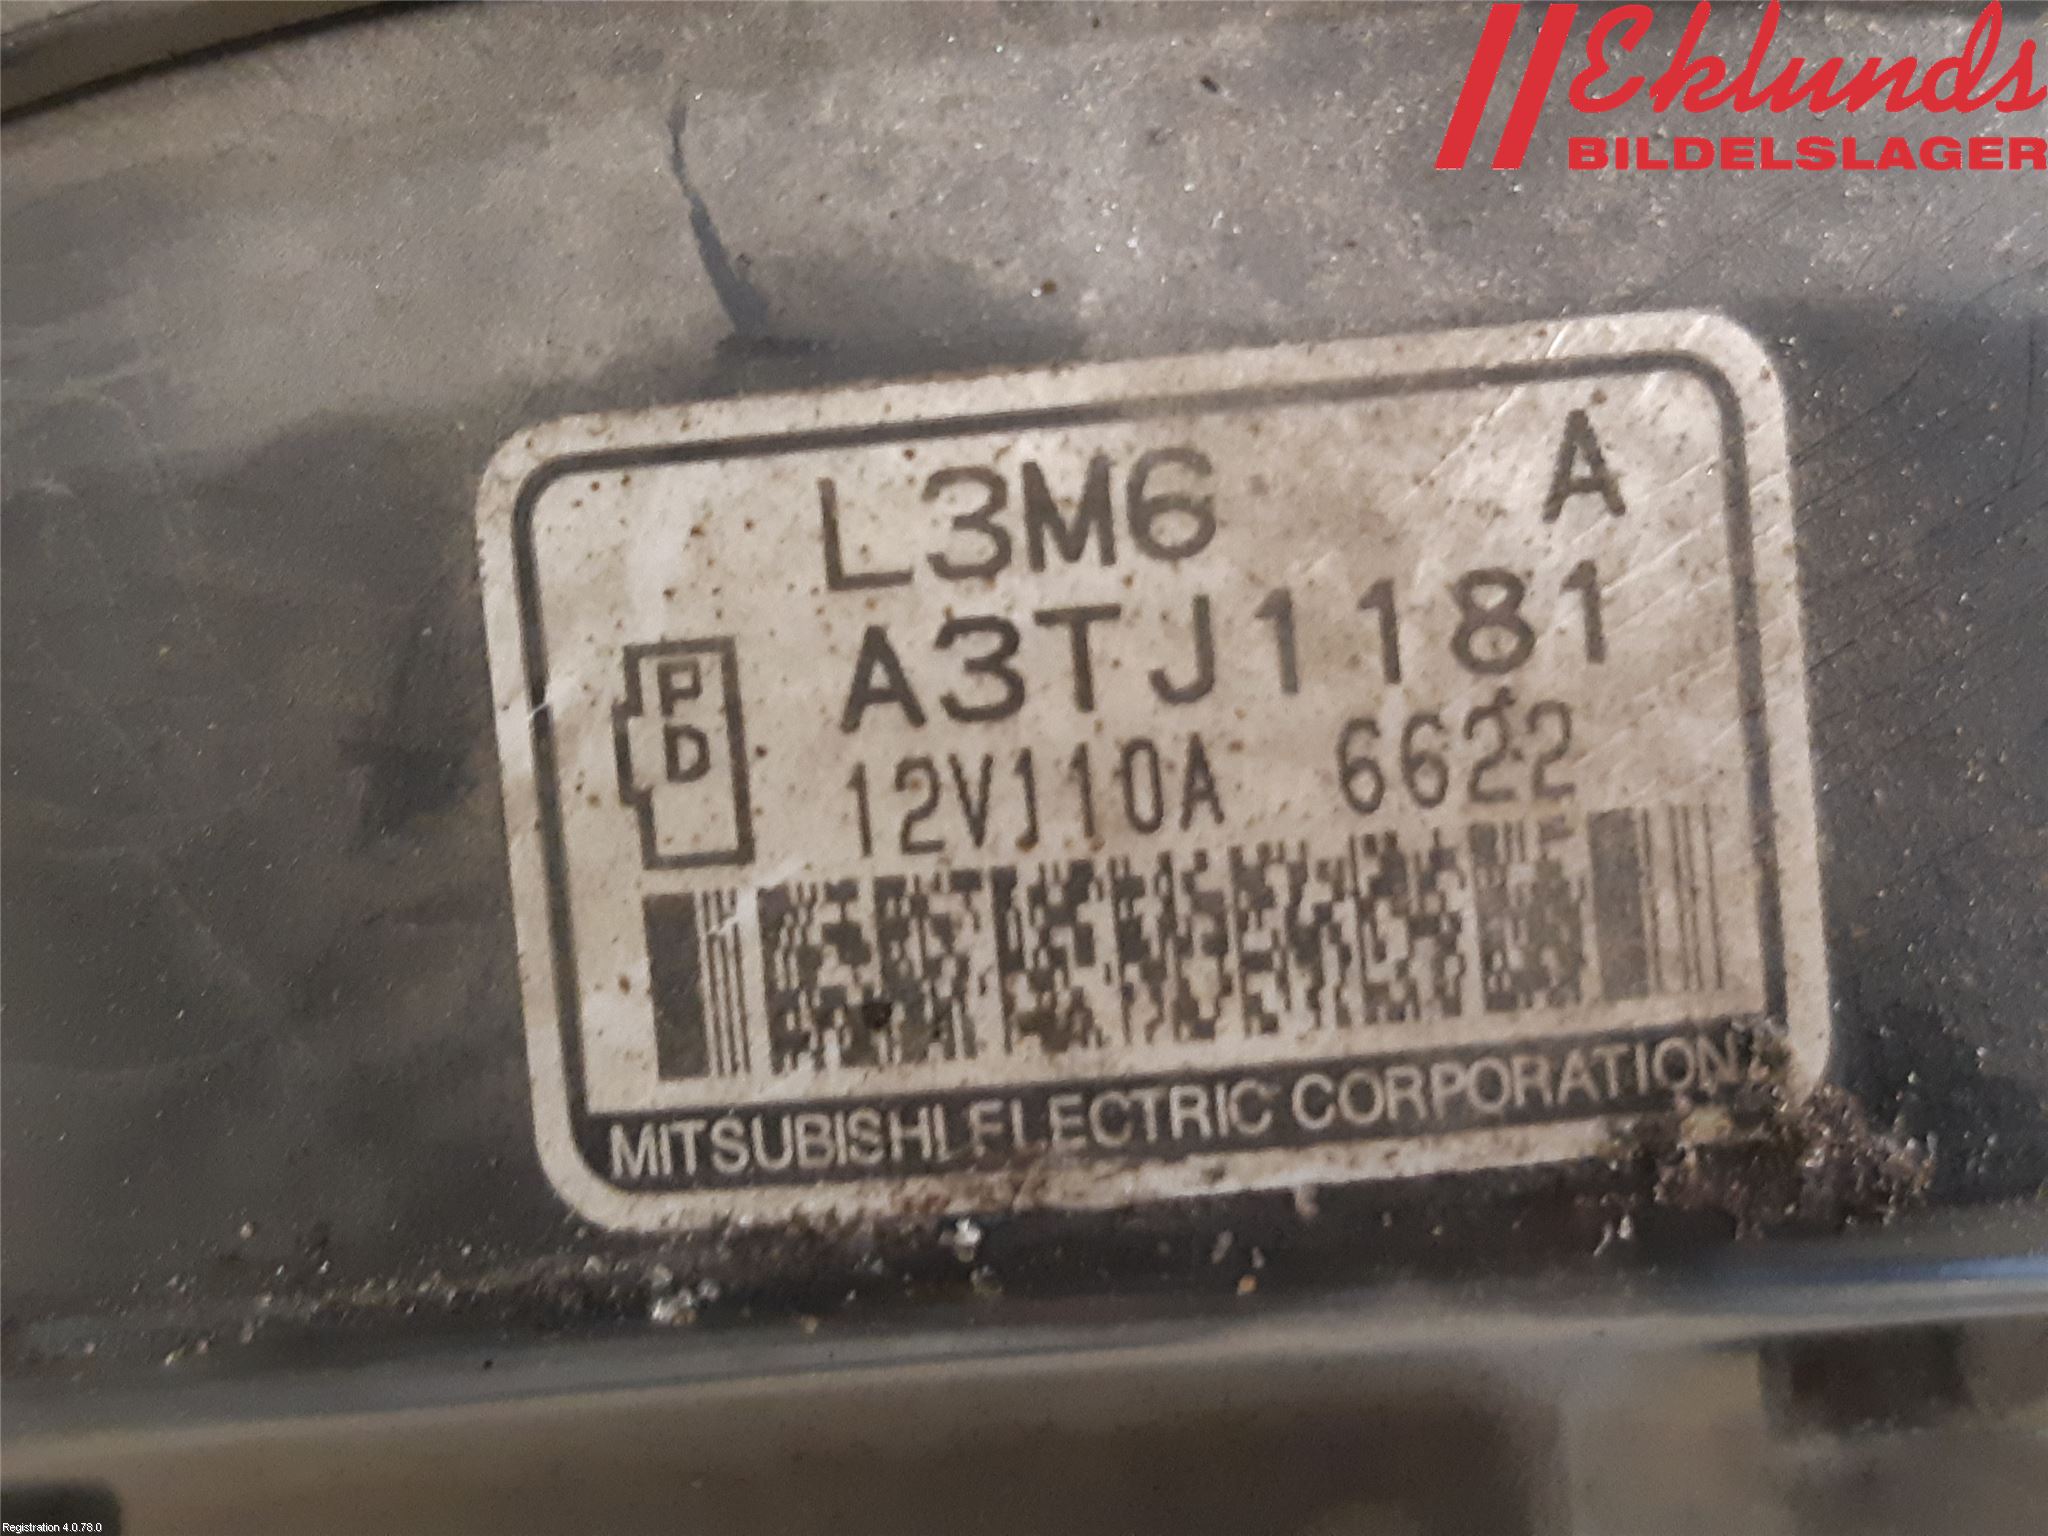 Eklunds
BILDELSLAGER
L3M6 A
A3TJ1181
P
D
12V110A 6622
MITSUBISHI ELECTRIC CORPORATION
Registration 4.0.78.0